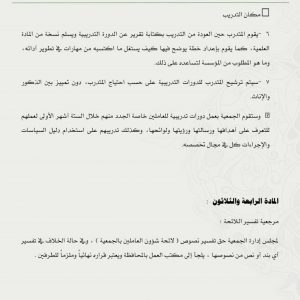 مكان التدريب
٦ -يقوم المتدرب حين العودة من التدريب بكتابة تقرير عن الدورة التدريبية ويسلم نسخة من المادة
العلمية، كما يقوم بإعداد خطة يوضح فيها كيف يستغل ما اكتسبه من مهارات في تطوير أداءه،
وما هو المطلوب من المؤسسة لتساعده على ذلك.
٧ -سيتم ترشيح المتدرب للدورات التدريبية على حسب احتياج المتدرب، دون تمييز بين الذكور
والإناث.
وستقوم الجمعية بعمل دورات تدريبية للعاملين خاصة الجدد منهم خلال الستة أشهر الأولى لعملهم
للتعرف على أهدافها ورسالتها ورؤيتها ولوائحها، وكذلك تدريبهم على استخدام دليل السياسات
والإجراءات كل في مجال تخصصه.
المادة الرابعة والثلاثون :
مرجعية تفسير اللائحة :
لمجلس إدارة الجمعية حق تفسير نصوص ( لائحة شؤون العاملين بالجمعية ) ، وفي حالة الخلاف في تفسير
أي بند أو نص من نصوصها ، يلجأ إلى مكتب العمل بالمحافظة ويعتبر قراره نهائياً وملزماً للطرفين .